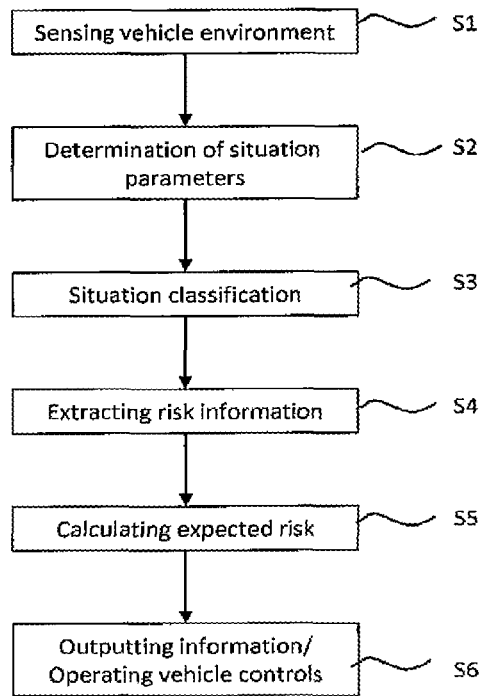 Sensing vehicle environment
S1
Determination of situation
parameters
S2
Situation classification
S3
Extracting risk information
S4
Calculating expected risk
S5
Outputting information/
Operating vehicle controls
S6